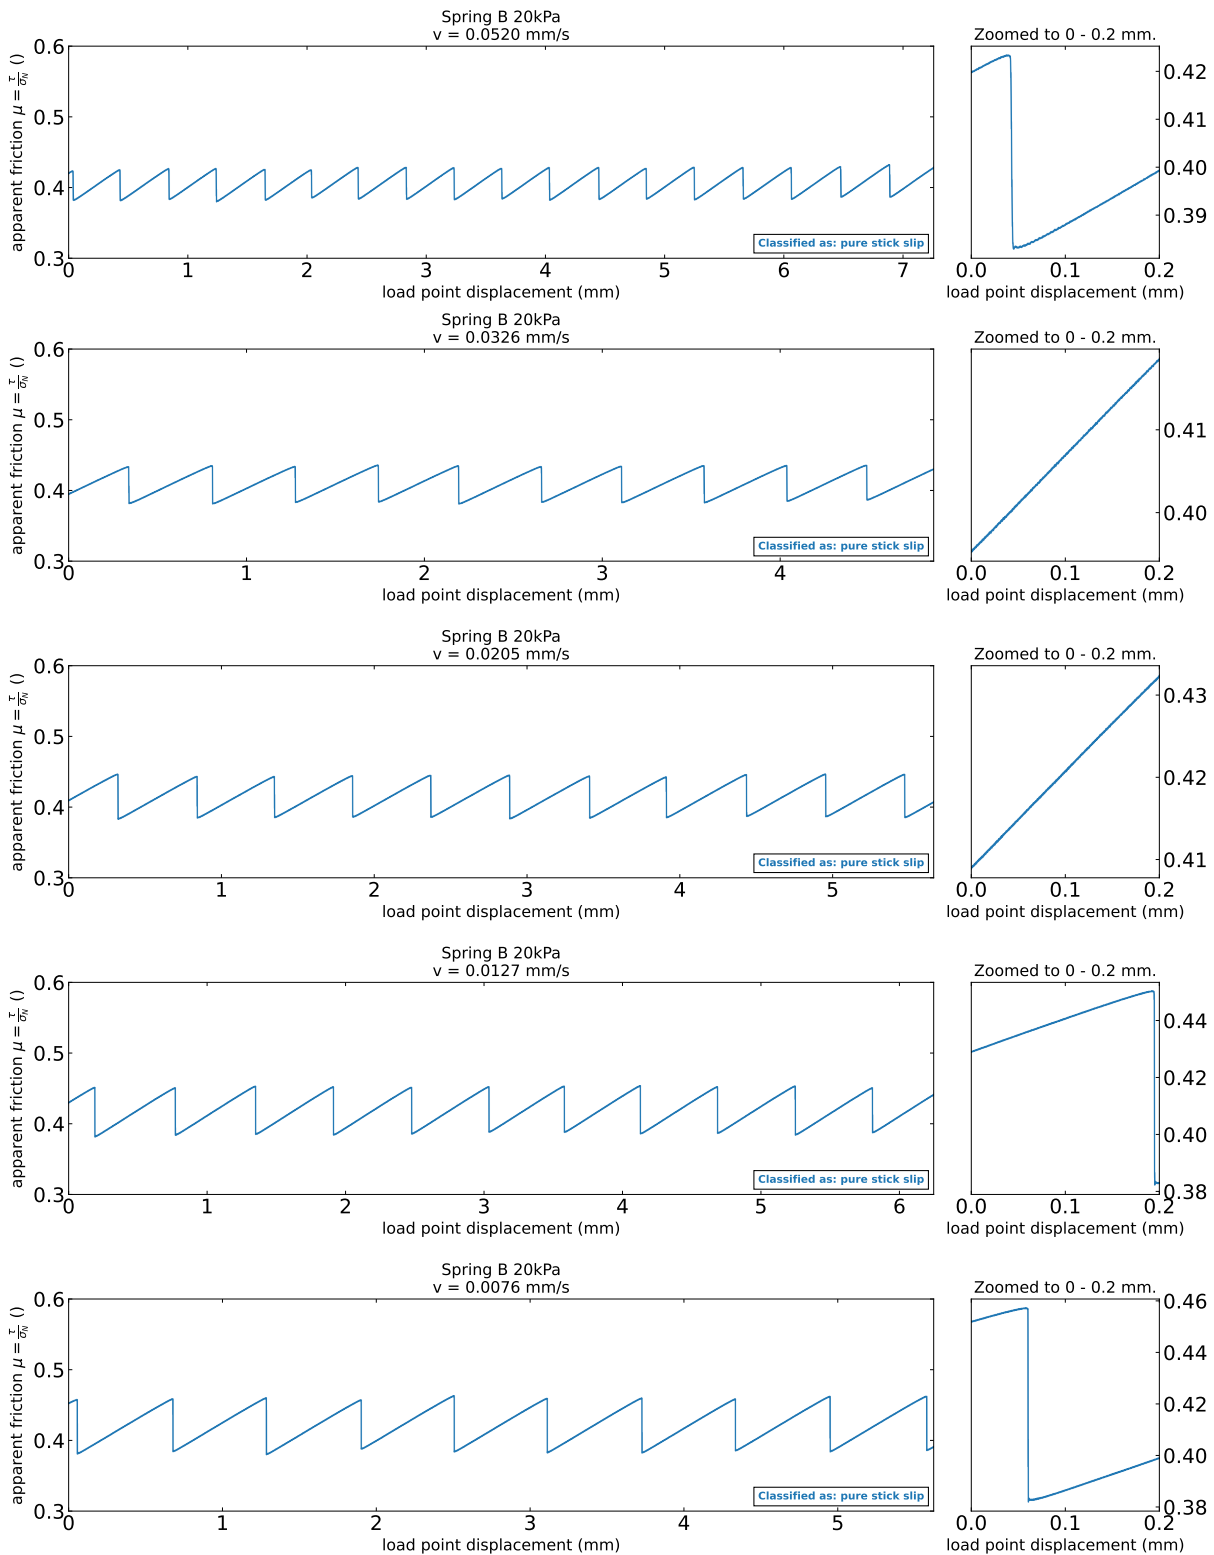 Spring B 20kPa
v = 0.0520 mm/s
Zoomed to 0 - 0.2 mm.
apparent friction μ = τ/σ_N ()
0.6
0.5
0.4
0.3
0 1 2 3 4 5 6 7
load point displacement (mm)
Classified as: pure stick slip
0.42
0.41
0.40
0.39
0.0 0.1 0.2
load point displacement (mm)
Spring B 20kPa
v = 0.0326 mm/s
Zoomed to 0 - 0.2 mm.
apparent friction μ = τ/σ_N ()
0.6
0.5
0.4
0.3
0 1 2 3 4
load point displacement (mm)
Classified as: pure stick slip
0.41
0.40
0.0 0.1 0.2
load point displacement (mm)
Spring B 20kPa
v = 0.0205 mm/s
Zoomed to 0 - 0.2 mm.
apparent friction μ = τ/σ_N ()
0.6
0.5
0.4
0.3
0 1 2 3 4 5
load point displacement (mm)
Classified as: pure stick slip
0.43
0.42
0.41
0.0 0.1 0.2
load point displacement (mm)
Spring B 20kPa
v = 0.0127 mm/s
Zoomed to 0 - 0.2 mm.
apparent friction μ = τ/σ_N ()
0.6
0.5
0.4
0.3
0 1 2 3 4 5 6
load point displacement (mm)
Classified as: pure stick slip
0.44
0.42
0.40
0.38
0.0 0.1 0.2
load point displacement (mm)
Spring B 20kPa
v = 0.0076 mm/s
Zoomed to 0 - 0.2 mm.
apparent friction μ = τ/σ_N ()
0.6
0.5
0.4
0.3
0 1 2 3 4 5
load point displacement (mm)
Classified as: pure stick slip
0.46
0.44
0.42
0.40
0.38
0.0 0.1 0.2
load point displacement (mm)